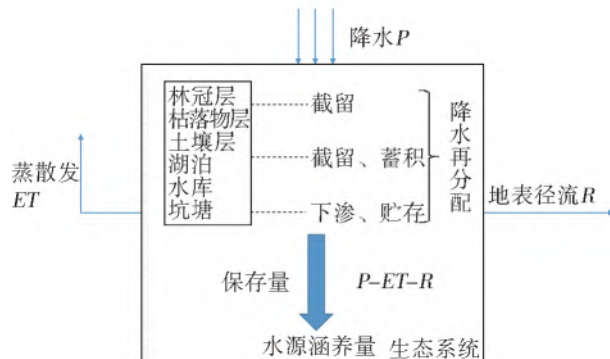 降水P
林冠层
枯落物层
土壤层
湖泊
水库
坑塘
截留
截留、蓄积
下渗、贮存
降水再分配
蒸散发
ET
地表径流R
保存量
P-ET-R
水源涵养量
生态系统